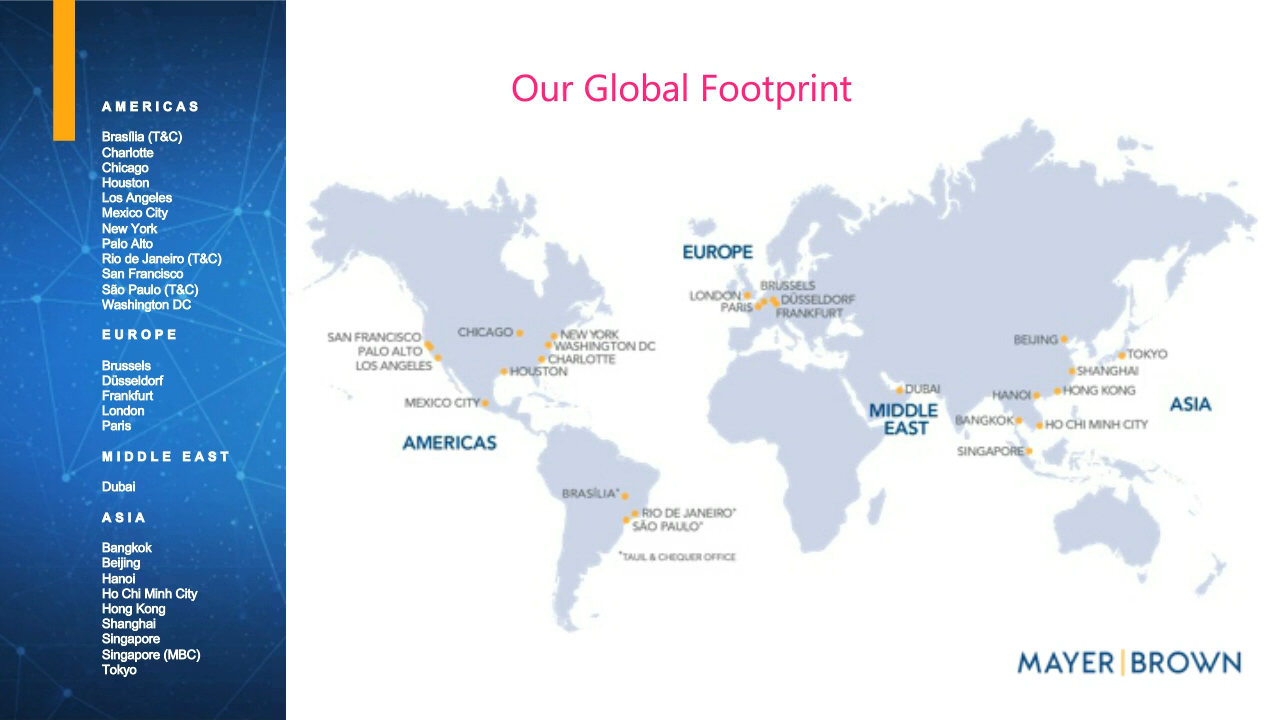 Our Global Footprint
AMERICAS
Brasília (T&C)
Charlotte
Chicago
Houston
Los Angeles
Mexico City
New York
Palo Alto
Rio de Janeiro (T&C)
San Francisco
São Paulo (T&C)
Washington DC
EUROPE
Brussels
Düsseldorf
Frankfurt
London
Paris
MIDDLE EAST
Dubai
ASIA
Bangkok
Beijing
Hanoi
Ho Chi Minh City
Hong Kong
Shanghai
Singapore
Singapore (MBC)
Tokyo
EUROPE
BRUSSELS
LONDON
DÜSSELDORF
PARIS
FRANKFURT
SAN FRANCISCO
CHICAGO
NEW YORK
PALO ALTO
WASHINGTON DC
LOS ANGELES
CHARLOTTE
HOUSTON
MEXICO CITY
AMERICAS
BRASÍLIA*
RIO DE JANEIRO*
SÃO PAULO*
*TAUIL & CHEQUER OFFICE
DUBAI
MIDDLE
EAST
BEIJING
TOKYO
SHANGHAI
HANOI
HONG KONG
ASIA
BANGKOK
HO CHI MINH CITY
SINGAPORE
MAYER|BROWN